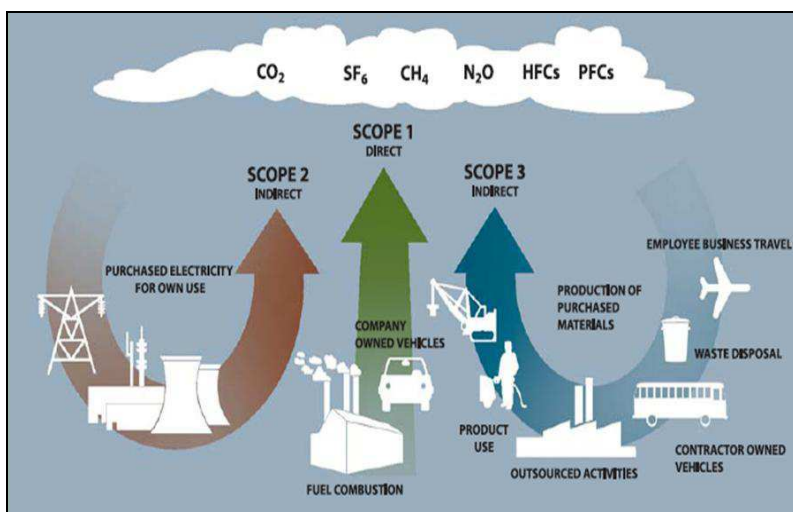 CO2 SF6 CH4 N2O HFCs PFCs
SCOPE 1
DIRECT
SCOPE 2
INDIRECT
SCOPE 3
INDIRECT
PURCHASED ELECTRICITY
FOR OWN USE
COMPANY
OWNED VEHICLES
FUEL COMBUSTION
PRODUCTION OF
PURCHASED
MATERIALS
EMPLOYEE BUSINESS TRAVEL
WASTE DISPOSAL
PRODUCT
USE
OUTSOURCED ACTIVITIES
CONTRACTOR OWNED
VEHICLES